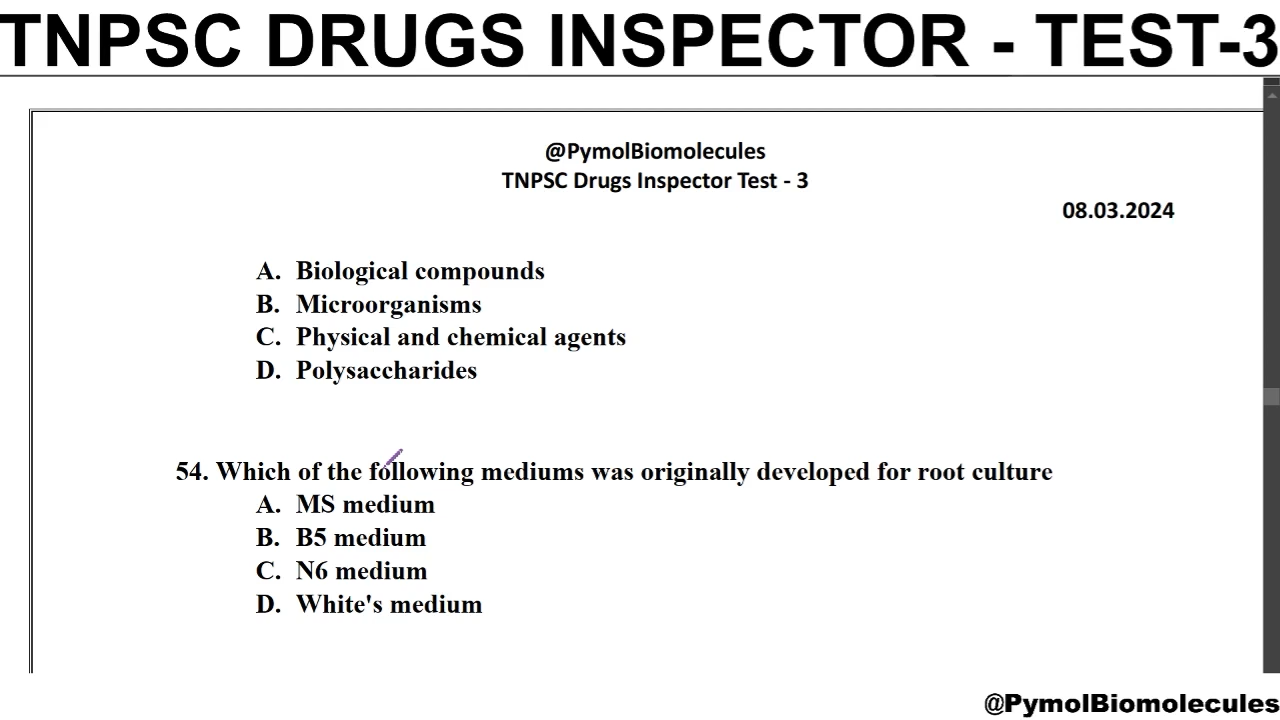 TNPSC DRUGS INSPECTOR - TEST-3
@PymolBiomolecules
TNPSC Drugs Inspector Test - 3
08.03.2024
A. Biological compounds
B. Microorganisms
C. Physical and chemical agents
D. Polysaccharides
54. Which of the following mediums was originally developed for root culture
A. MS medium
B. B5 medium
C. N6 medium
D. White's medium
@PymolBiomolecules